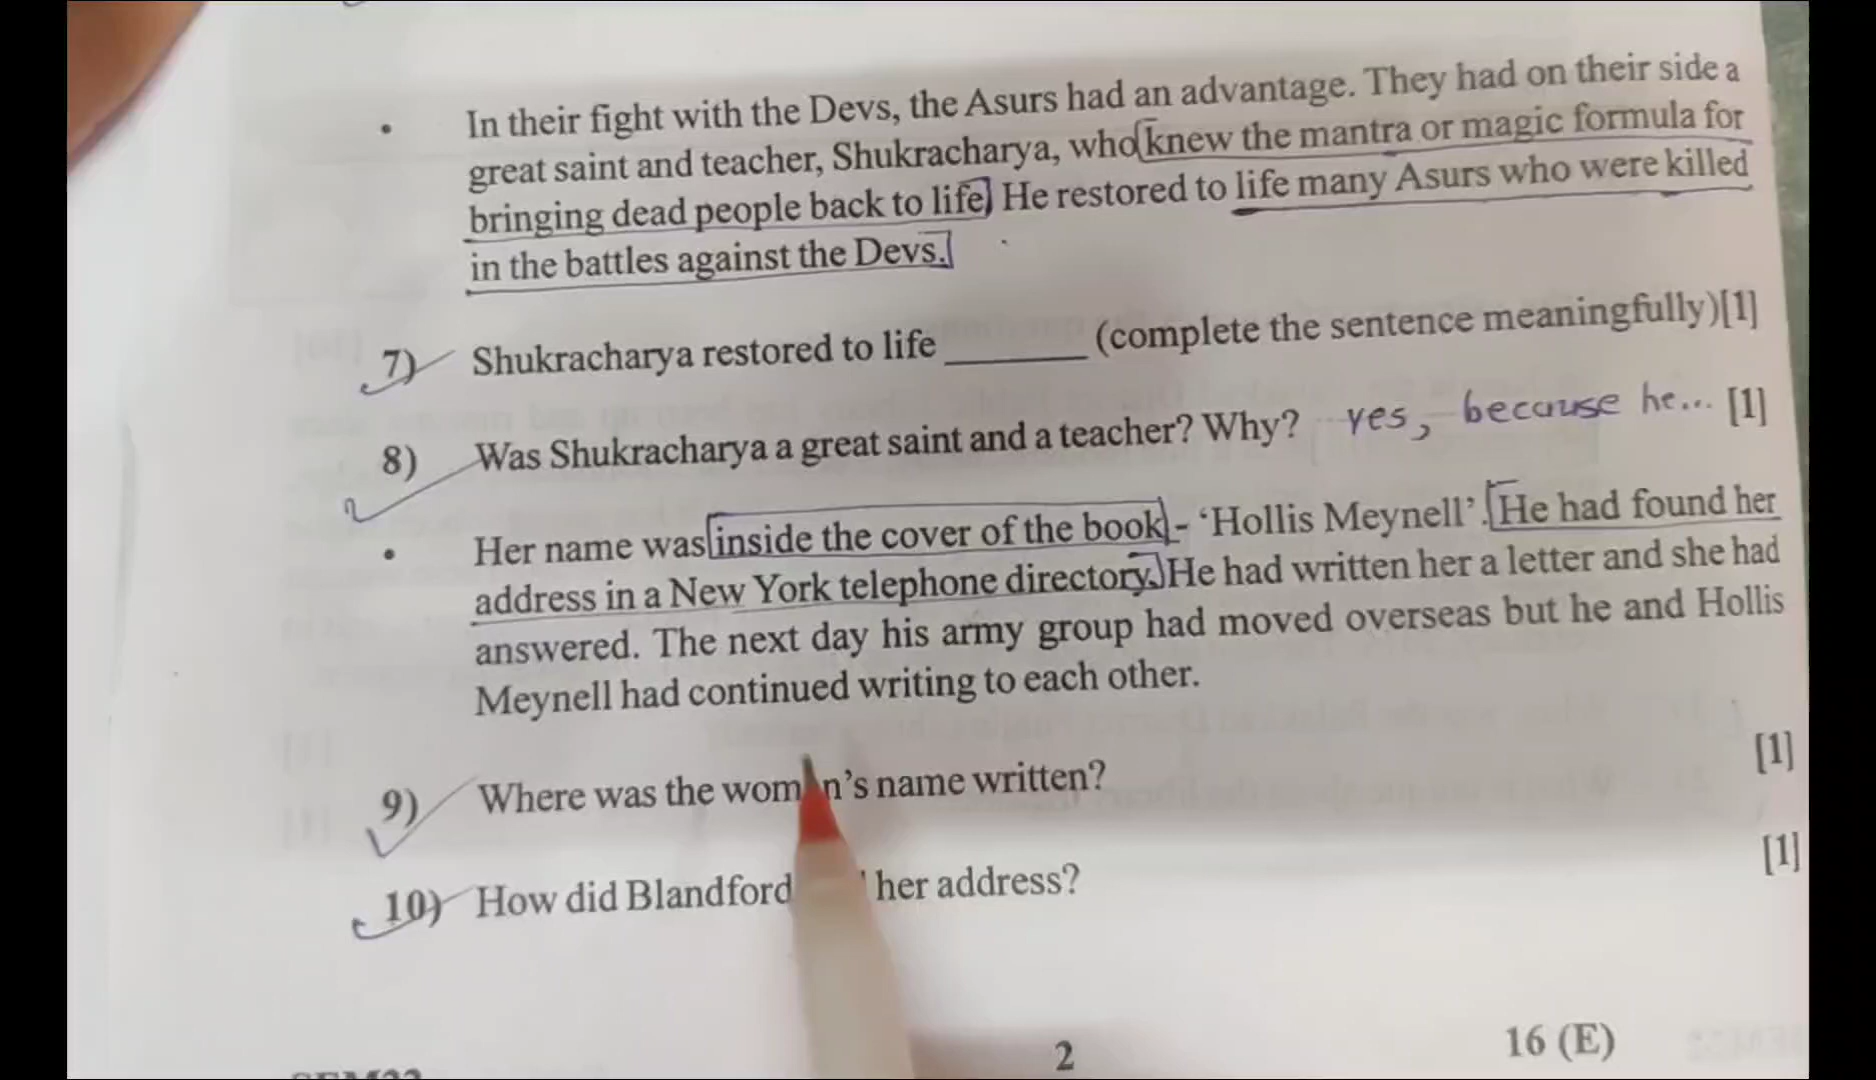 • In their fight with the Devs, the Asurs had an advantage. They had on their side a
great saint and teacher, Shukracharya, who knew the mantra or magic formula for
bringing dead people back to life. He restored to life many Asurs who were killed
in the battles against the Devs.
7) Shukracharya restored to life _______ (complete the sentence meaningfully)[1]
8) Was Shukracharya a great saint and a teacher? Why? yes, because he... [1]
• Her name was inside the cover of the book - ‘Hollis Meynell’. He had found her
address in a New York telephone directory. He had written her a letter and she had
answered. The next day his army group had moved overseas but he and Hollis
Meynell had continued writing to each other.
9) Where was the woman’s name written? [1]
10) How did Blandford her address? [1]
2 16 (E)